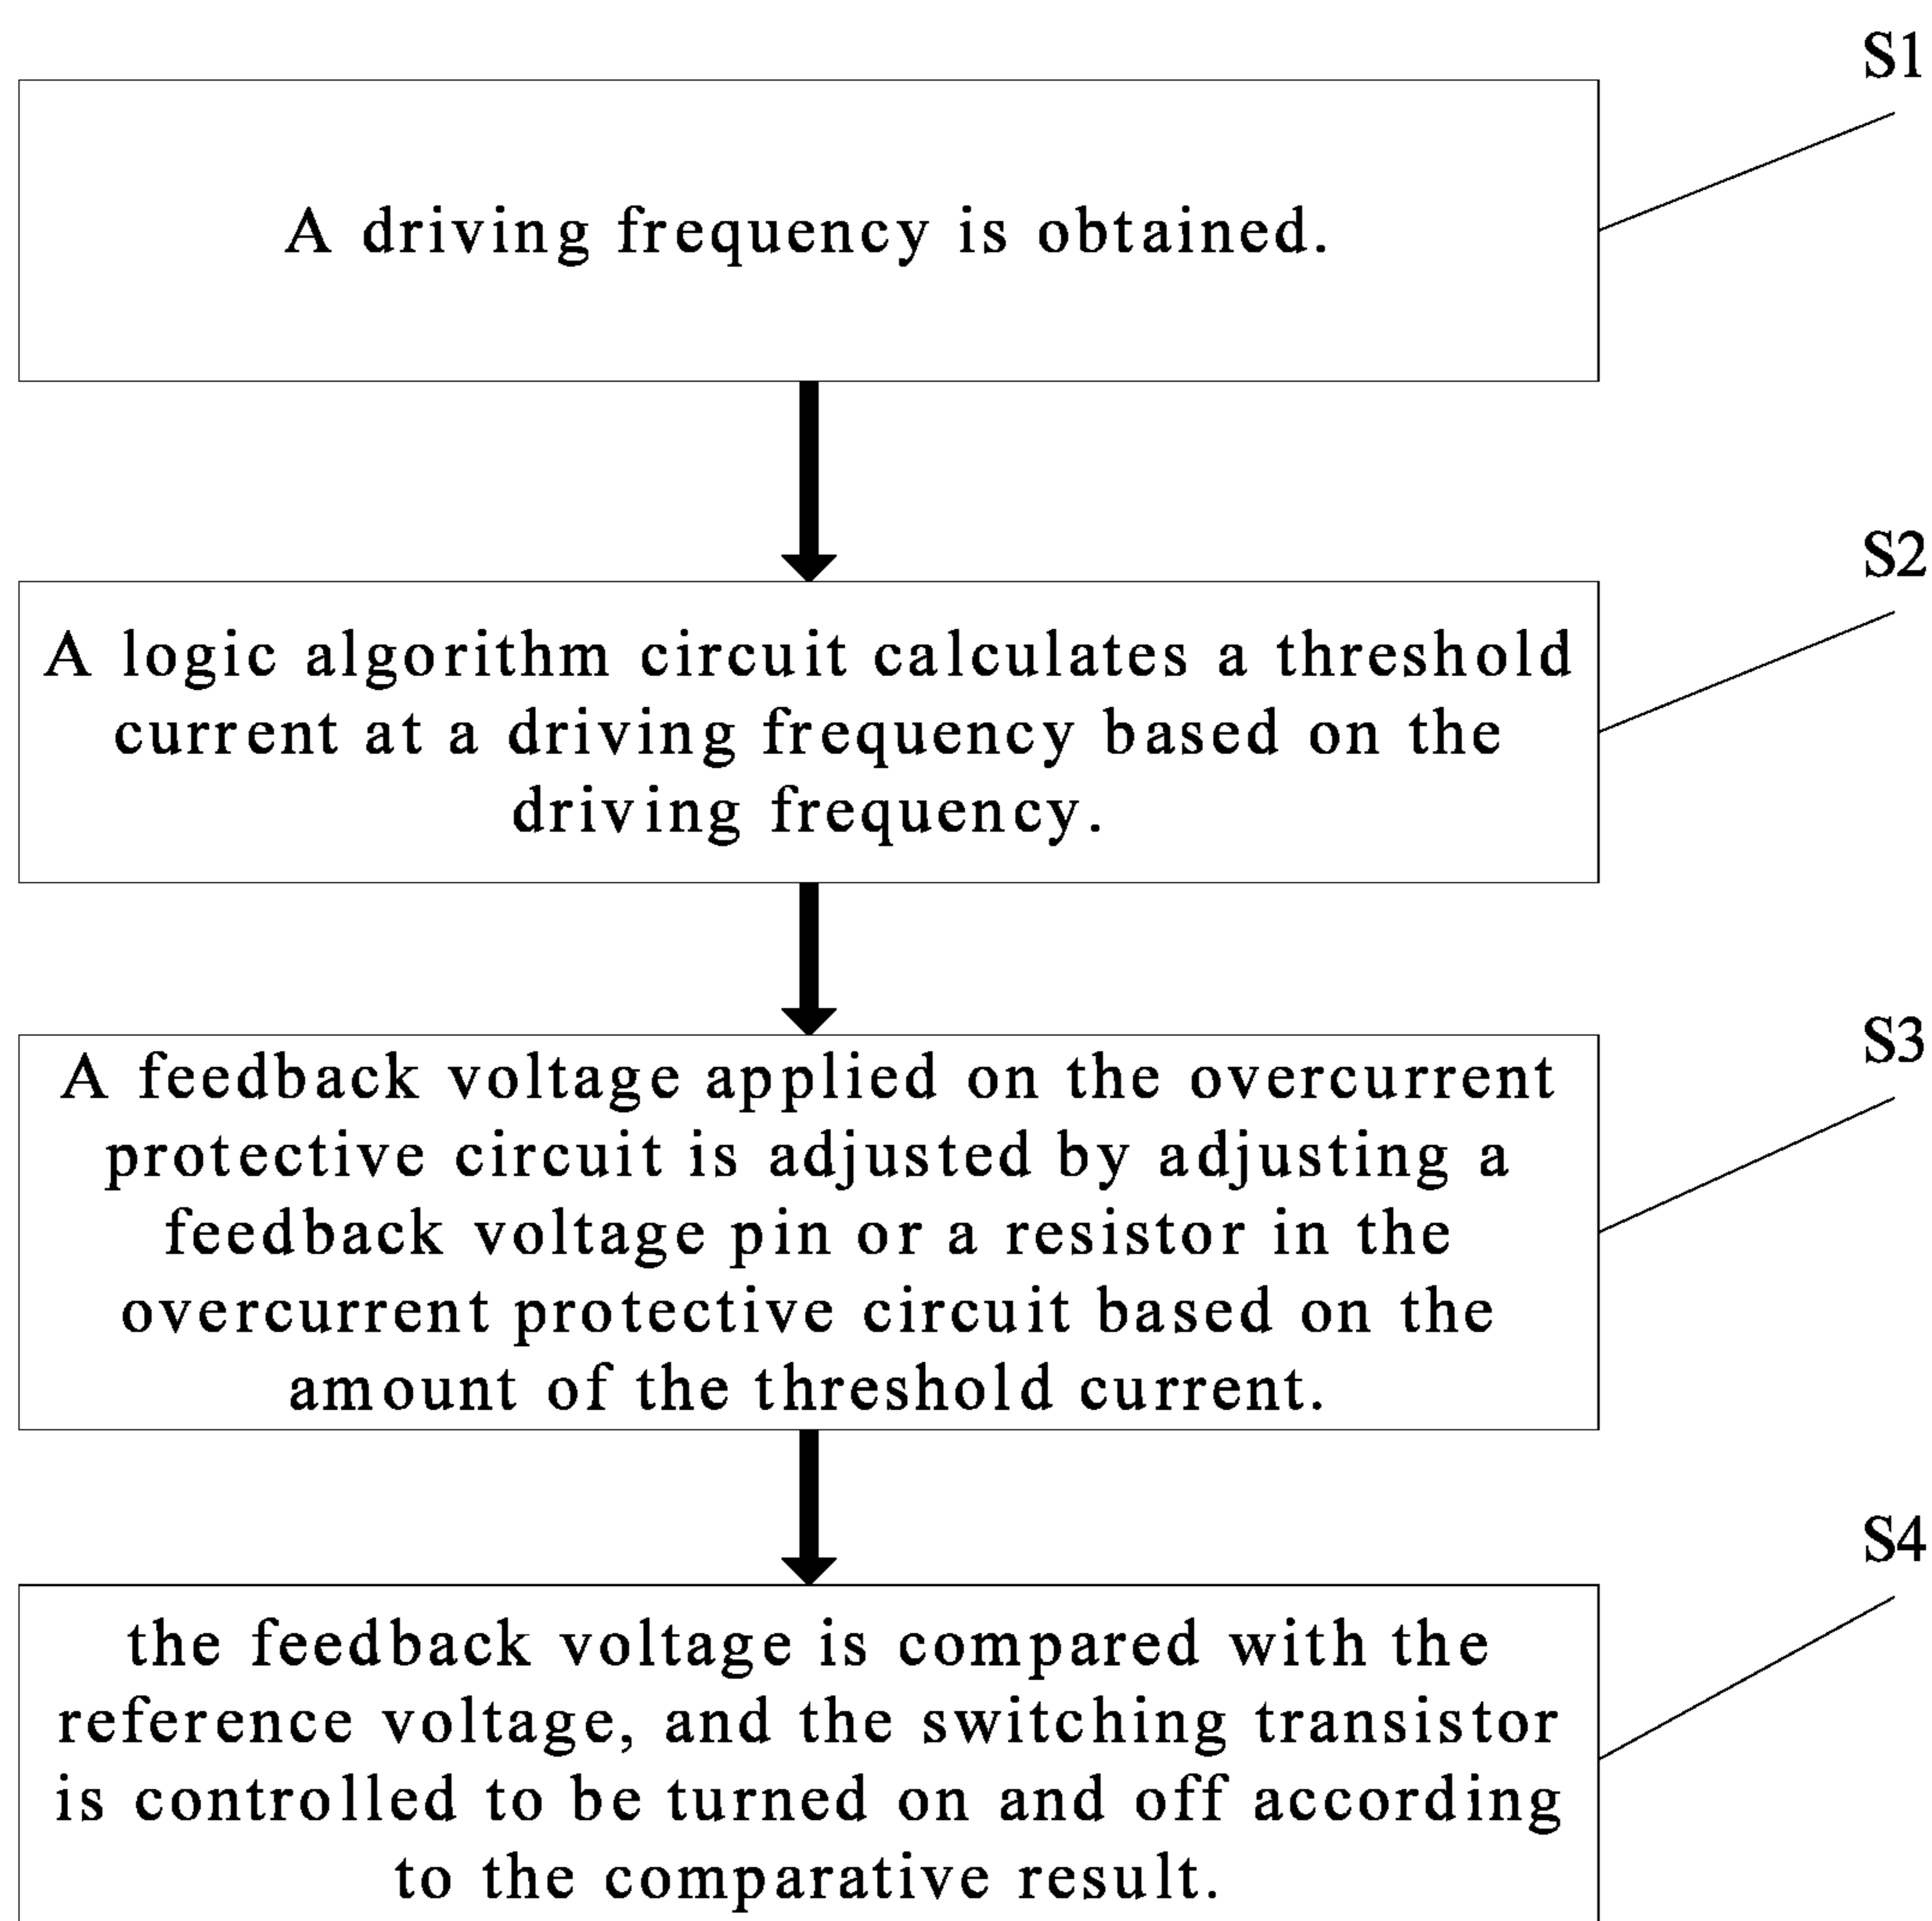 S1
A driving frequency is obtained.
S2
A logic algorithm circuit calculates a threshold
current at a driving frequency based on the
driving frequency.
S3
A feedback voltage applied on the overcurrent
protective circuit is adjusted by adjusting a
feedback voltage pin or a resistor in the
overcurrent protective circuit based on the
amount of the threshold current.
S4
the feedback voltage is compared with the
reference voltage, and the switching transistor
is controlled to be turned on and off according
to the comparative result.